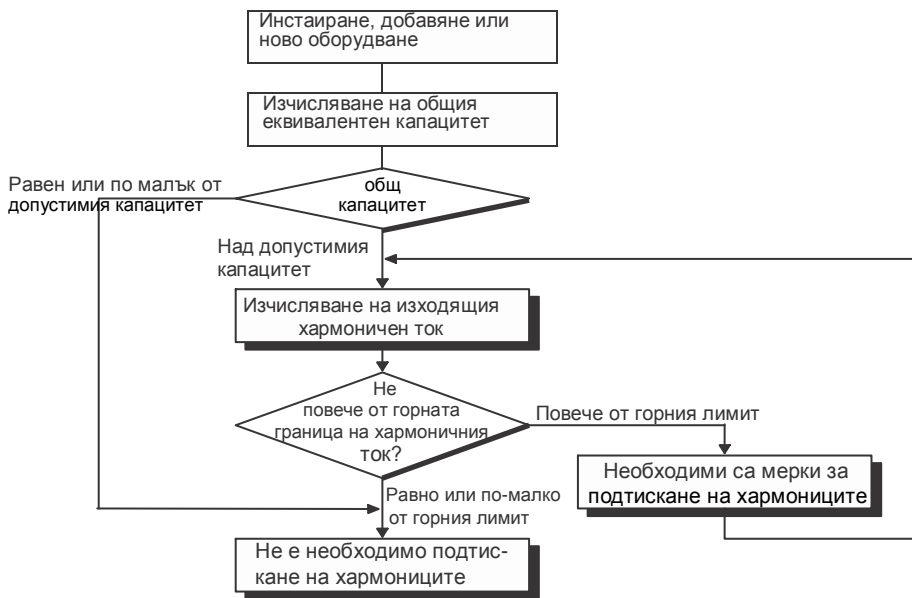 Инстаиране, добавяне или
ново оборудване
Изчисляване на общия
еквивалентен капацитет
Равен или по малък от
допустимия капацитет
общ
капацитет
Над допустимия
капацитет
Изчисляване на изходящия
хармоничен ток
Не
повече от горната
граница на хармоничния
ток?
Повече от горния лимит
Необходими са мерки за
подтискане на хармониците
Равно или по-малко
от горния лимит
Не е необходимо подтис-
кане на хармониците